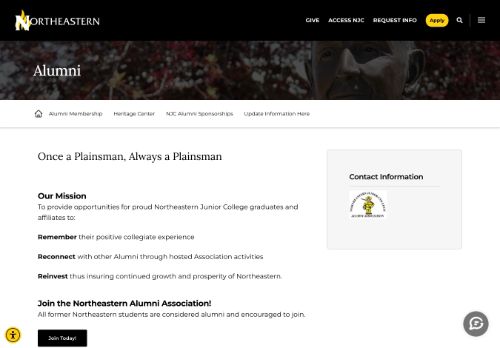 NORTHEASTERN
GIVE ACCESS NJC REQUEST INFO Apply
Alumni
Alumni Membership Heritage Center NJC Alumni Sponsorships Update Information Here
Once a Plainsman, Always a Plainsman
Contact Information
Our Mission
To provide opportunities for proud Northeastern Junior College graduates and
affiliates to:
Remember their positive collegiate experience
Reconnect with other Alumni through hosted Association activities
Reinvest thus insuring continued growth and prosperity of Northeastern.
Join the Northeastern Alumni Association!
All former Northeastern students are considered alumni and encouraged to join.
Join Today!